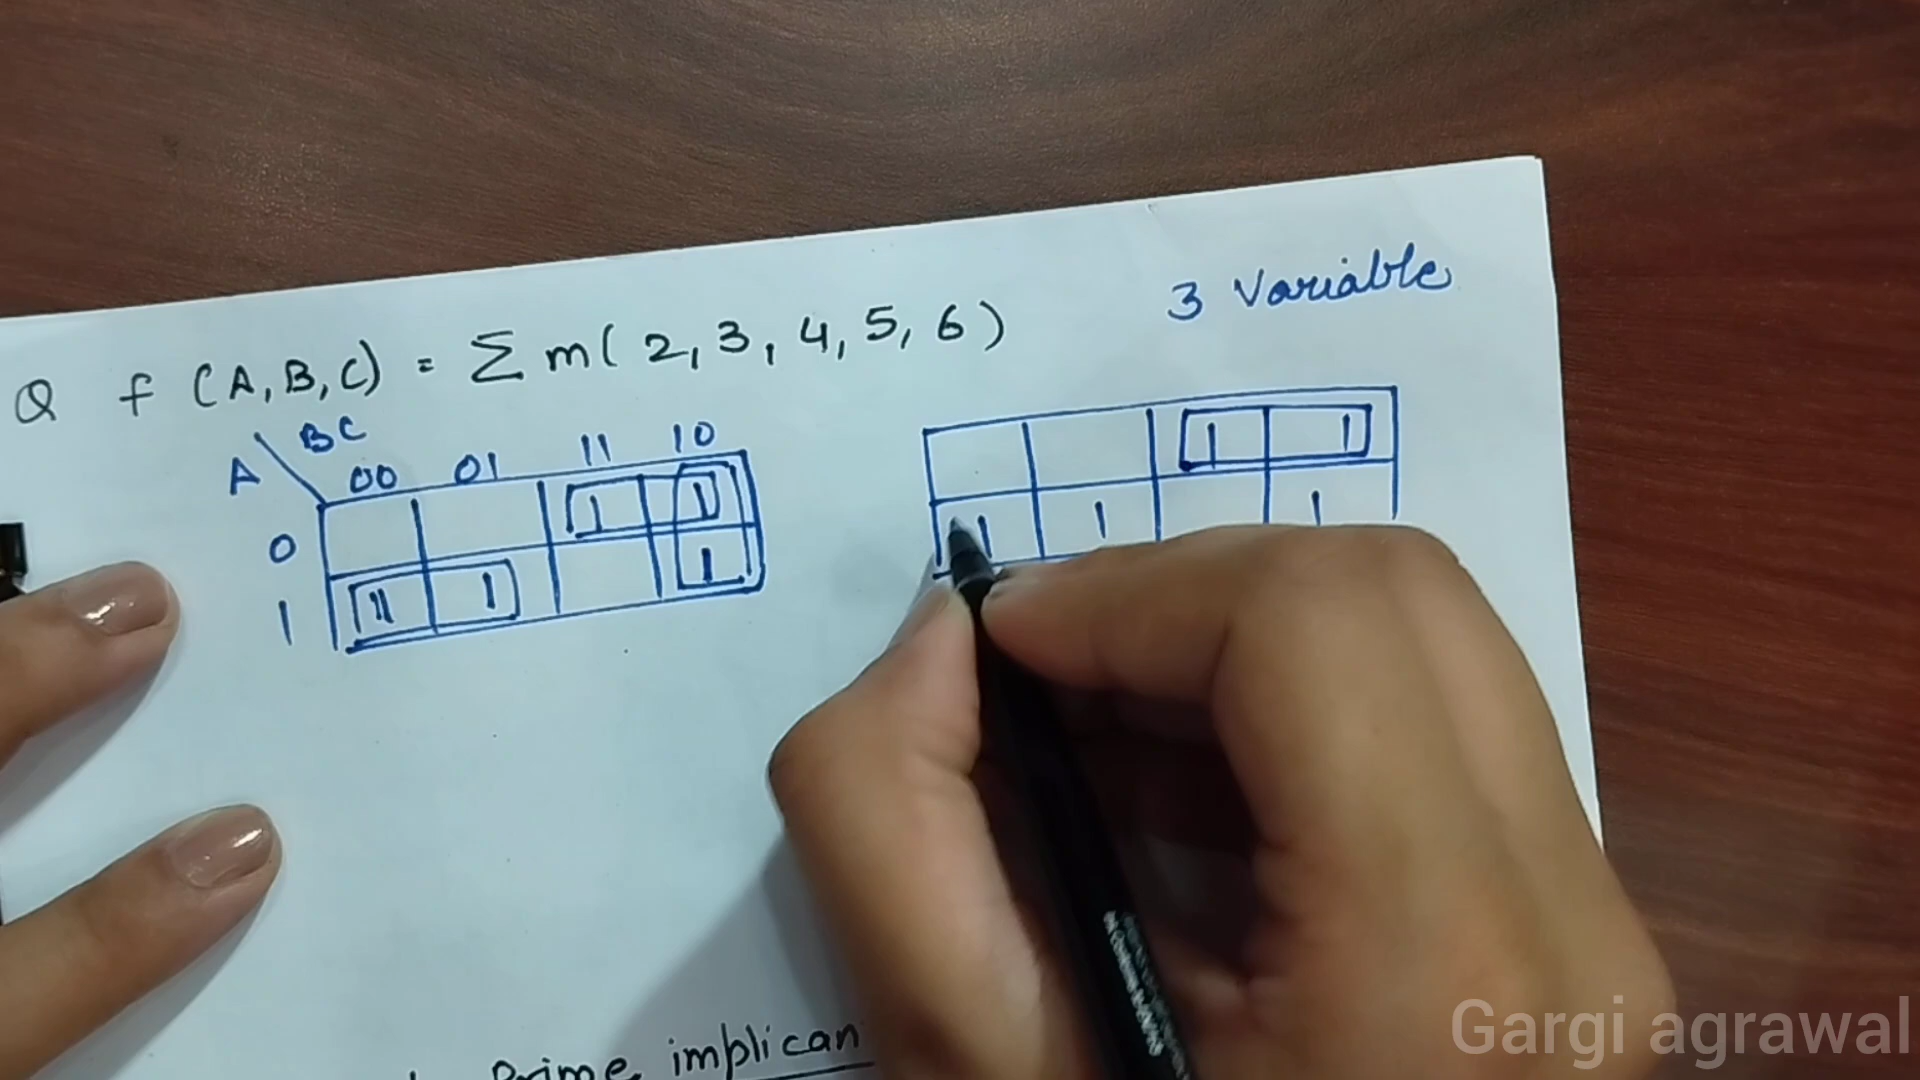 3 Variable
Q f (A, B, C) = Σ m( 2, 3, 4, 5, 6 )
A \ BC 00 01 11 10
0 1 1
1 1 1 1
1 1
1 1 1
Prime implican
Gargi agrawal